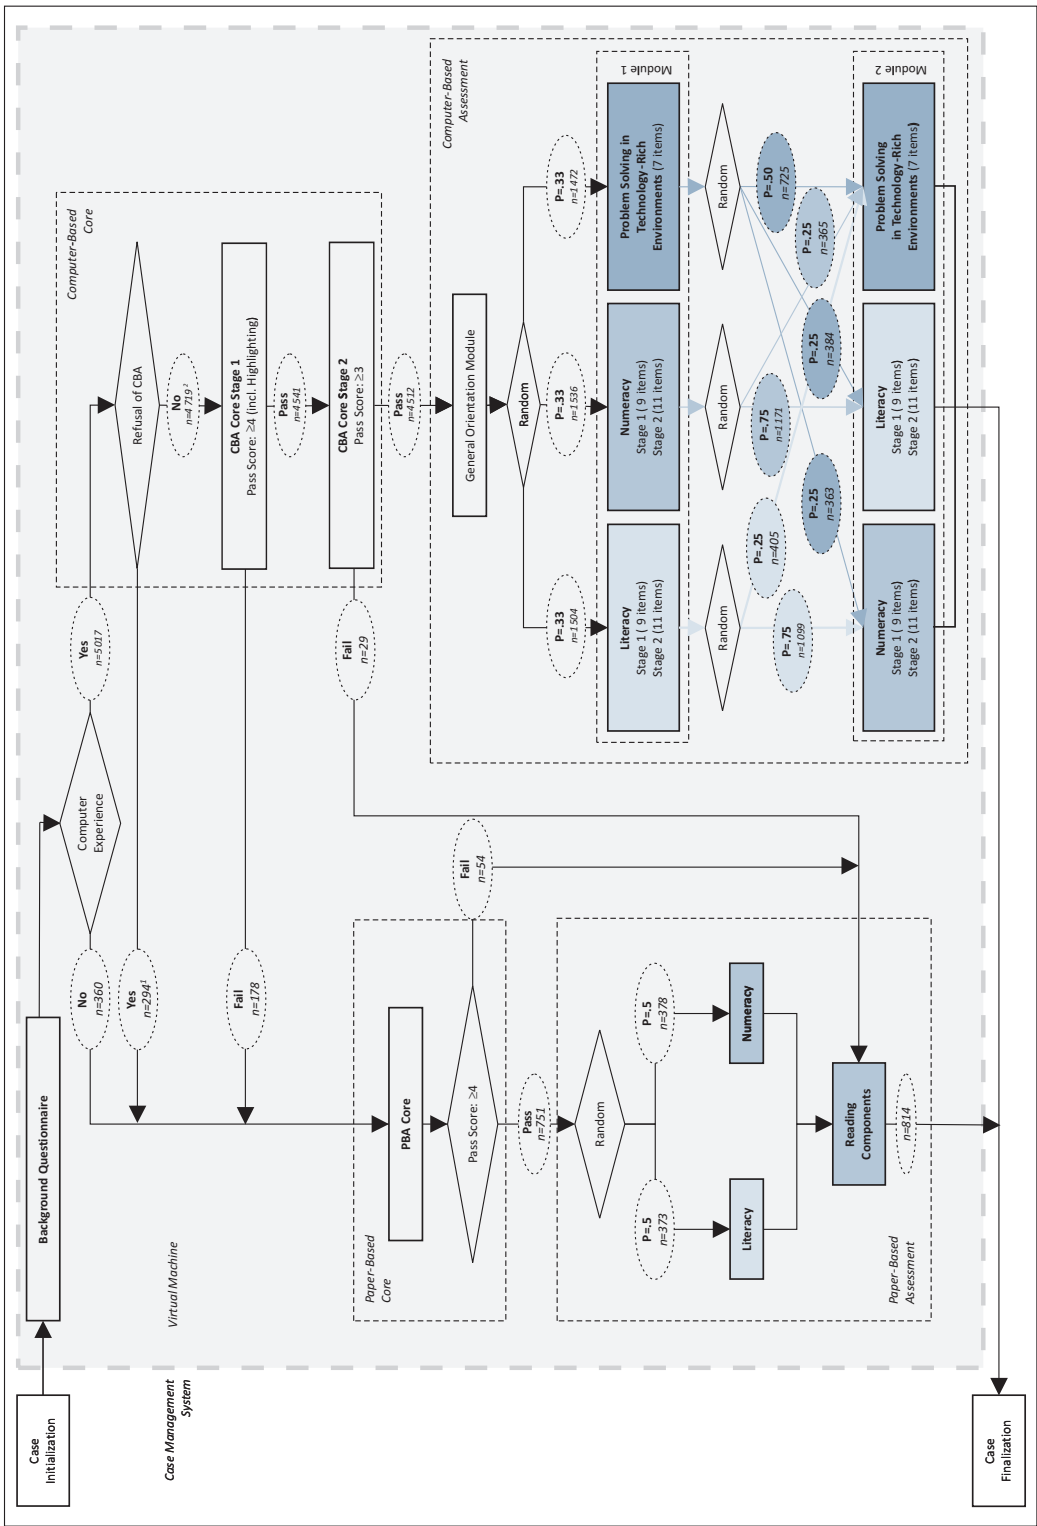 Case
Initialization
Case Management
System
Virtual Machine
Background Questionnaire
Computer
Experience
No
n=360
Yes
n=5017
Computer-Based
Core
Refusal of CBA
Yes
n=294¹
No
n=4719²
CBA Core Stage 1
Pass Score: ≥4 (incl. Highlighting)
Fail
n=178
Pass
n=4541
CBA Core Stage 2
Pass Score: ≥3
Fail
n=29
Pass
n=4512
Paper-Based
Core
PBA Core
Pass Score: ≥4
Fail
n=54
Pass
n=751
Paper-Based
Assessment
Random
P=.5
n=373
P=.5
n=378
Literacy
Numeracy
Reading
Components
n=814
Computer-Based
Assessment
General Orientation Module
Random
P=.33
n=1504
P=.33
n=1536
P=.33
n=1472
Module 1
Literacy
Stage 1 ( 9 items)
Stage 2 (11 items)
Numeracy
Stage 1 ( 9 items)
Stage 2 (11 items)
Problem Solving in
Technology-Rich
Environments (7 items)
Random
Random
Random
P=.75
n=1099
P=.25
n=405
P=.75
n=1171
P=.25
n=365
P=.25
n=363
P=.25
n=384
P=.50
n=725
Module 2
Numeracy
Stage 1 ( 9 items)
Stage 2 (11 items)
Literacy
Stage 1 ( 9 items)
Stage 2 (11 items)
Problem Solving
in Technology-Rich
Environments (7 items)
Case
Finalization